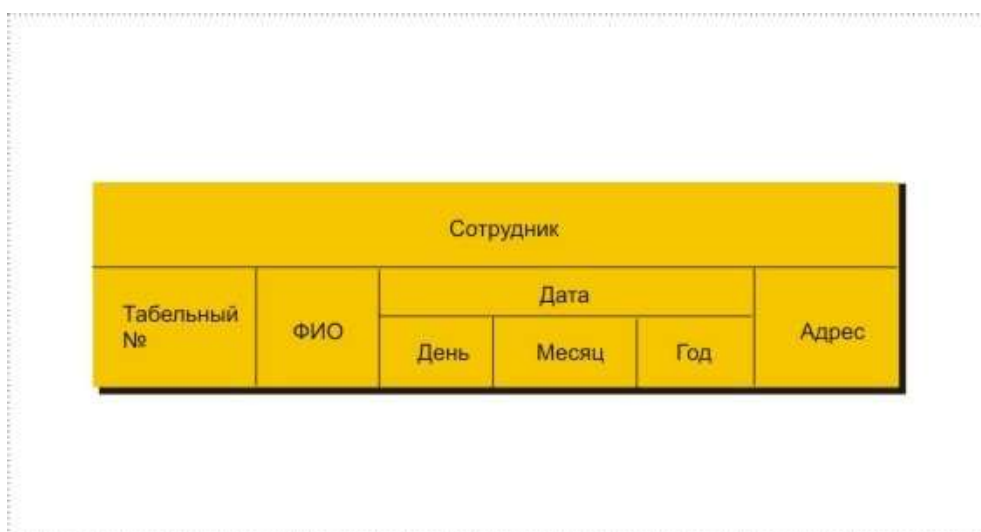 Сотрудник
Табельный
№
ФИО
Дата
День
Месяц
Год
Адрес